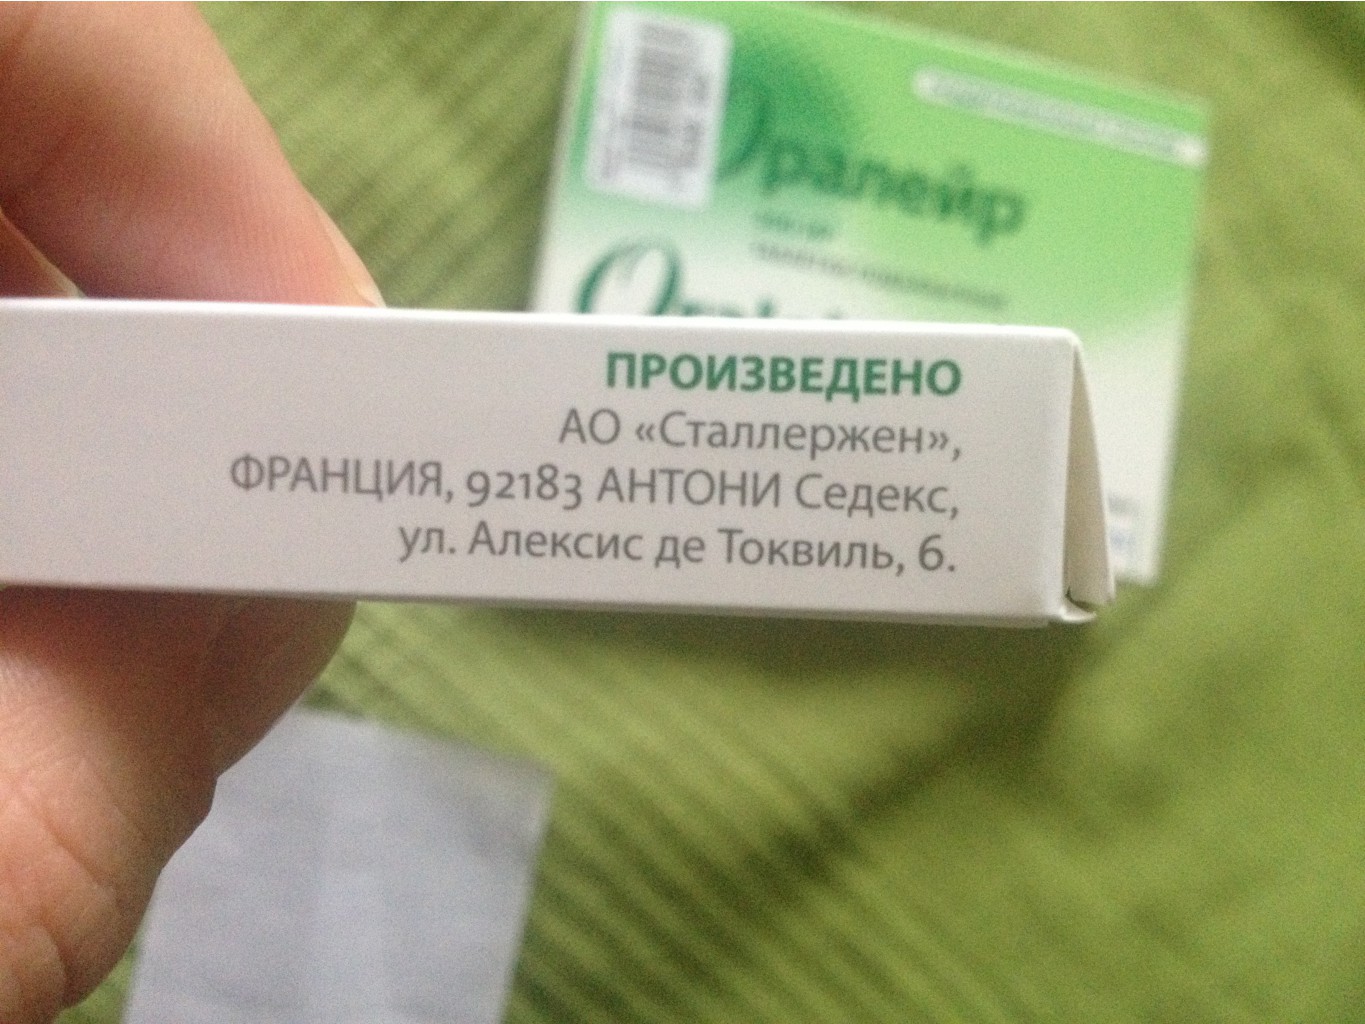 Оралейр
ПРОИЗВЕДЕНО
АО «Сталлержен»,
ФРАНЦИЯ, 92183 АНТОНИ Седекс,
ул. Алексис де Токвиль, 6.